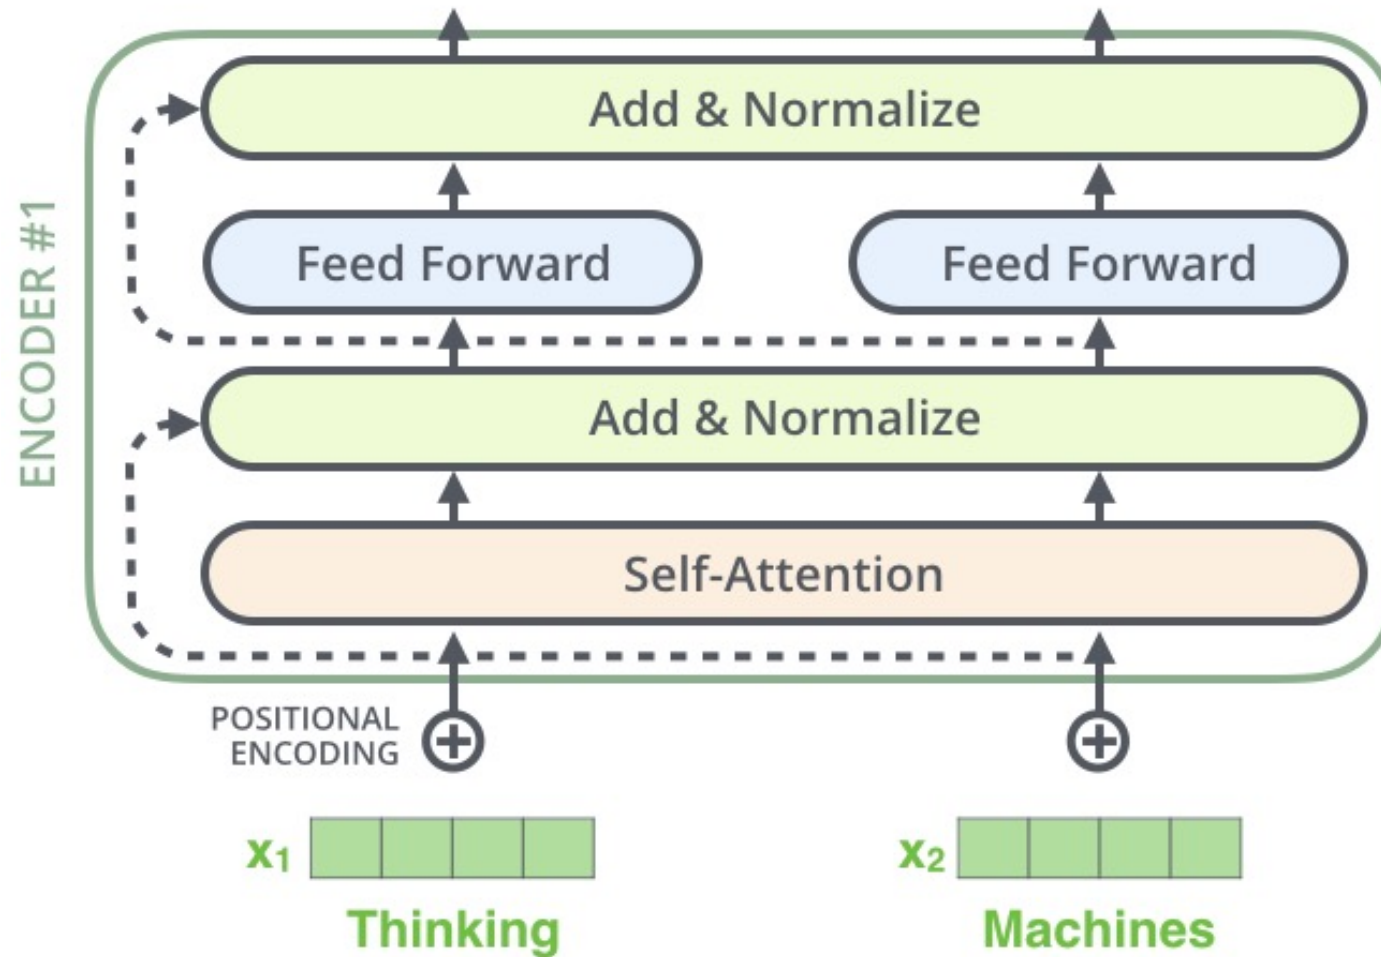 Add & Normalize
Feed Forward
Feed Forward
ENCODER #1
Add & Normalize
Self-Attention
POSITIONAL
ENCODING
x₁
x₂
Thinking
Machines